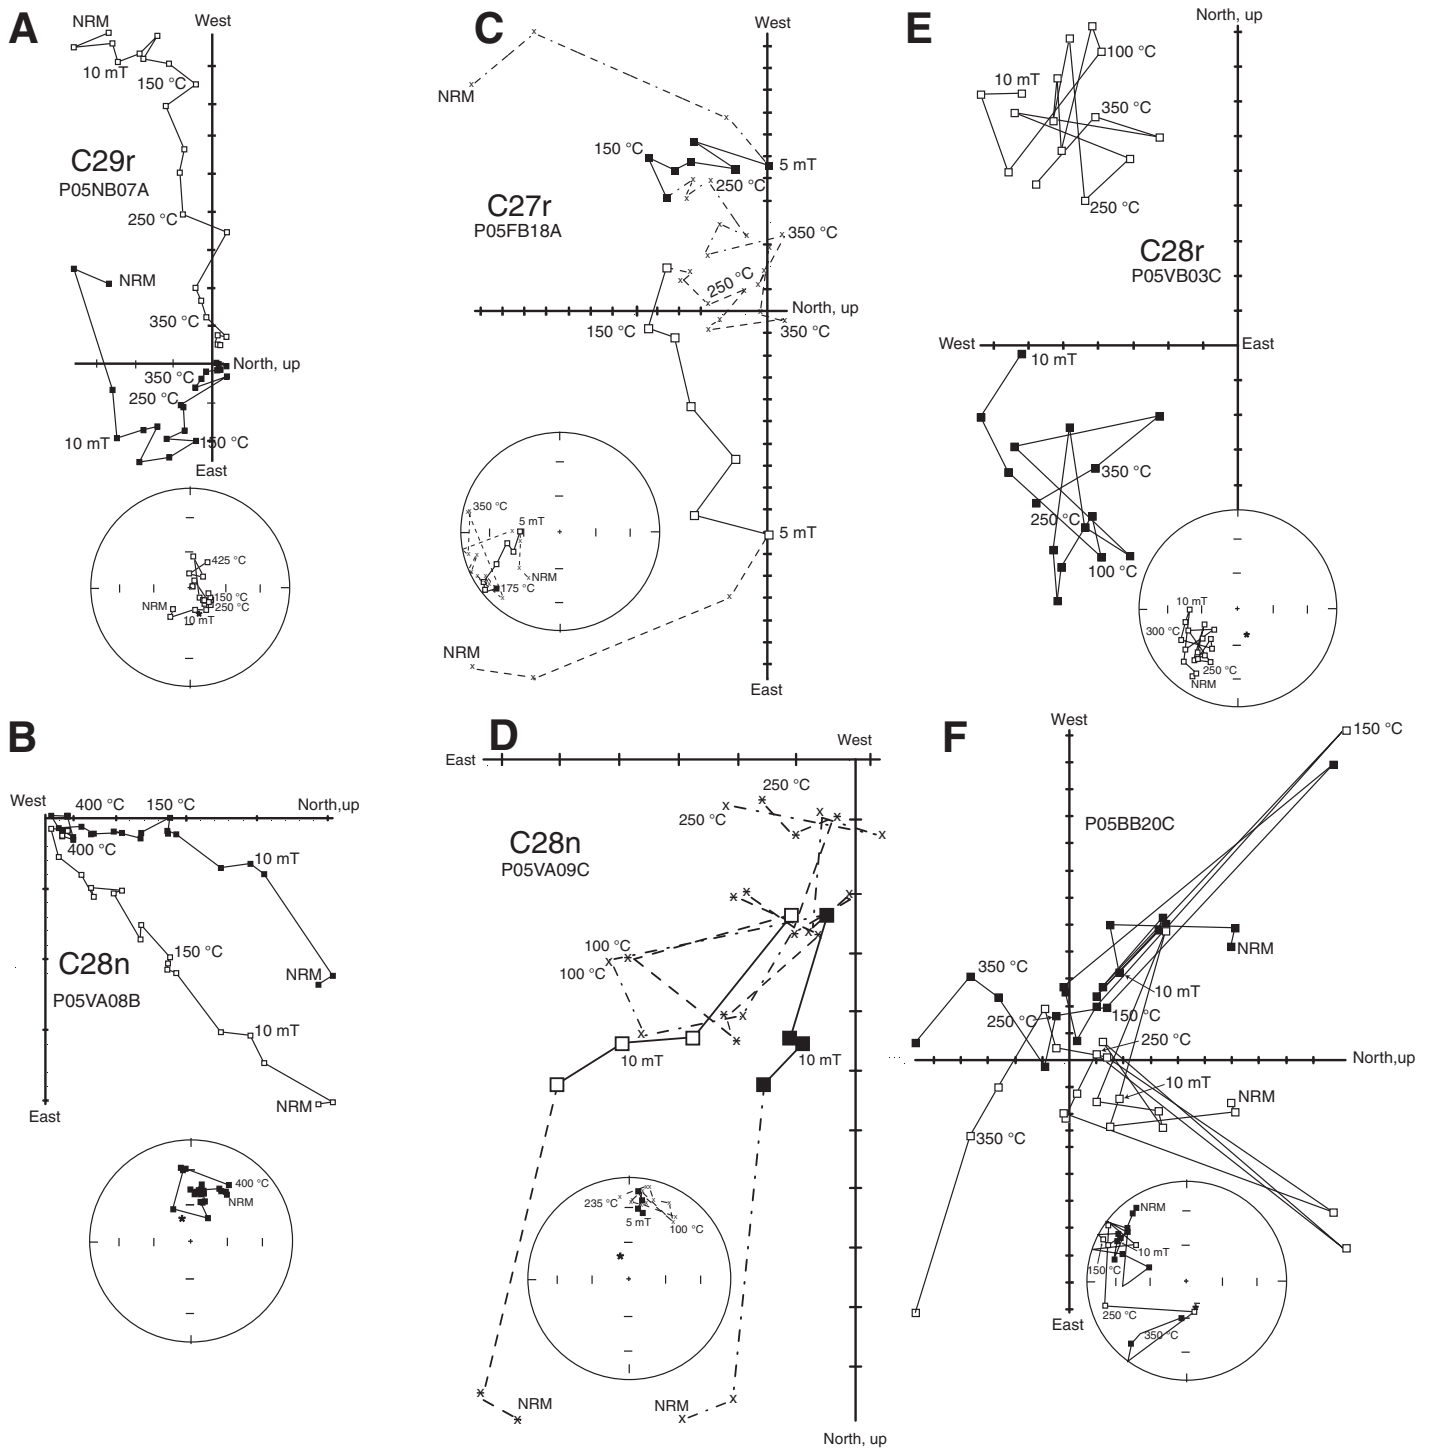 A
West
NRM
10 mT
150 °C
C29r
P05NB07A
250 °C
NRM
350 °C
North, up
350 °C
250 °C
10 mT
150 °C
East
425 °C
150 °C
250 °C
NRM
10 mT
B
West
400 °C
150 °C
North,up
400 °C
10 mT
150 °C
C28n
P05VA08B
NRM
10 mT
NRM
East
400 °C
NRM
C
West
NRM
150 °C
5 mT
250 °C
C27r
P05FB18A
350 °C
250 °C
North, up
150 °C
350 °C
350 °C
5 mT
NRM
175 °C
5 mT
NRM
East
D
West
East
250 °C
250 °C
C28n
P05VA09C
100 °C
100 °C
10 mT
10 mT
235 °C
5 mT
100 °C
NRM
NRM
North, up
E
North, up
100 °C
10 mT
350 °C
250 °C
C28r
P05VB03C
West
East
10 mT
350 °C
250 °C
100 °C
10 mT
300 °C
250 °C
NRM
F
West
150 °C
P05BB20C
NRM
350 °C
10 mT
250 °C
150 °C
250 °C
North,up
10 mT
NRM
350 °C
NRM
10 mT
150 °C
250 °C
350 °C
East